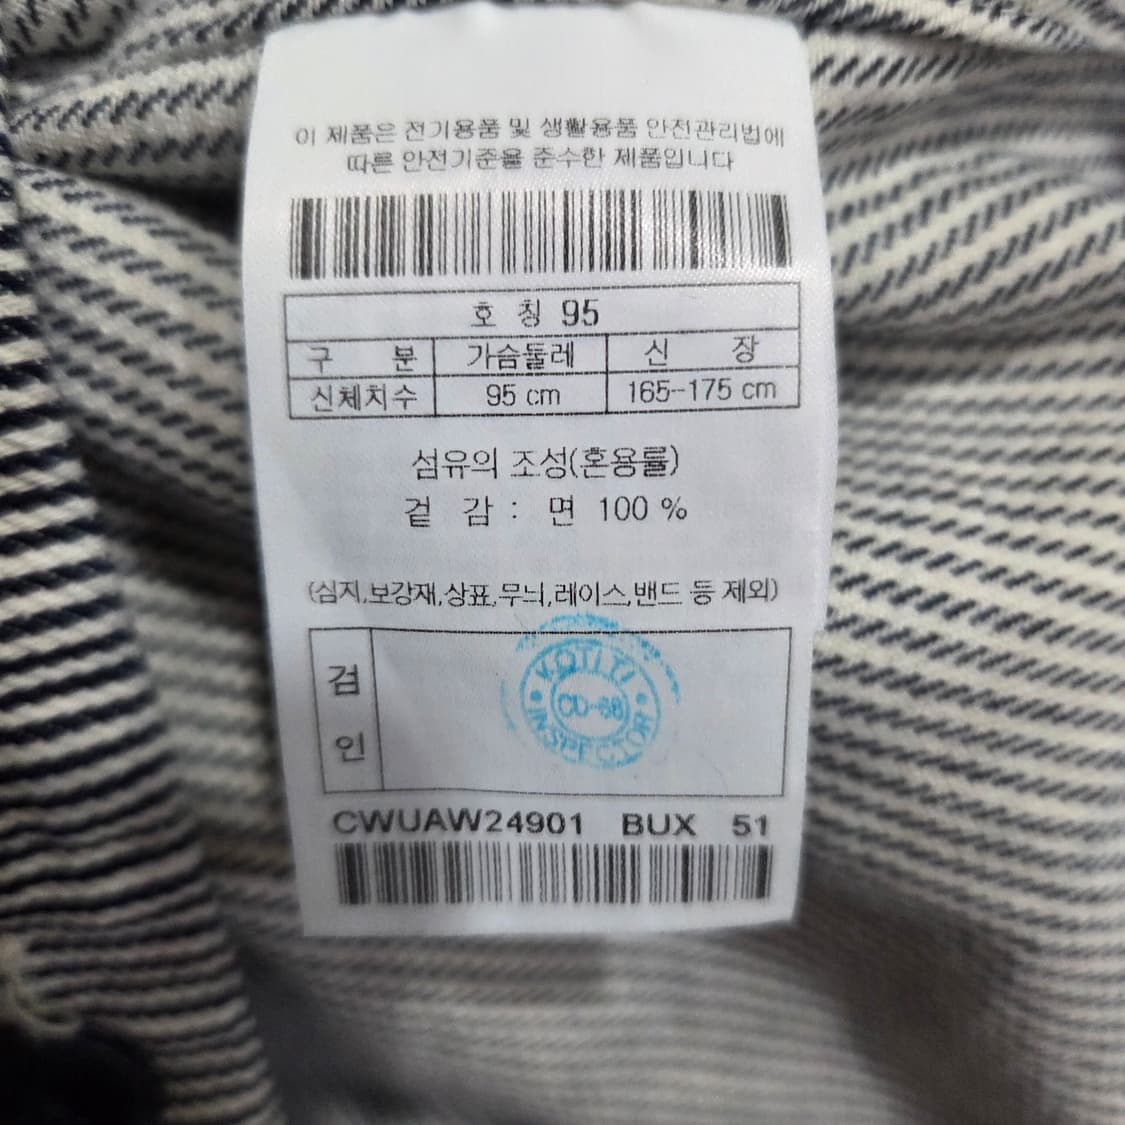 이 제품은 전기용품 및 생활용품 안전관리법에
따른 안전기준을 준수한 제품입니다
호 칭 95
구 분 가슴둘레 신 장
신체치수 95 cm 165-175 cm
섬유의 조성(혼용률)
겉 감 : 면 100 %
(심지,보강재,상표,무늬,레이스,밴드 등 제외)
검 인
KOTITI
INSPECTOR
CWUAW24901 BUX 51